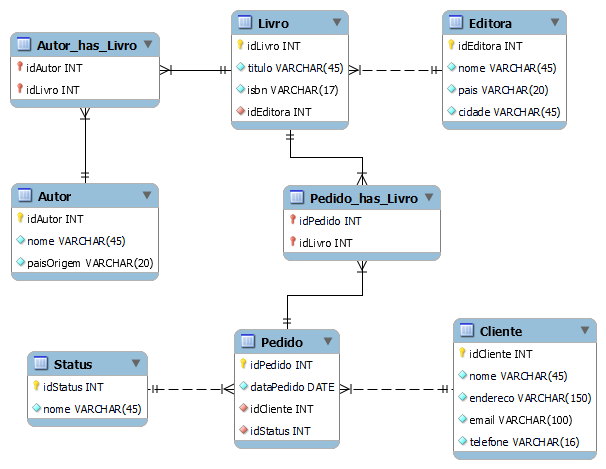 Autor_has_Livro
idAutor INT
idLivro INT
Livro
idLivro INT
titulo VARCHAR(45)
isbn VARCHAR(17)
idEditora INT
Editora
idEditora INT
nome VARCHAR(45)
pais VARCHAR(20)
cidade VARCHAR(45)
Autor
idAutor INT
nome VARCHAR(45)
paisOrigem VARCHAR(20)
Pedido_has_Livro
idPedido INT
idLivro INT
Status
idStatus INT
nome VARCHAR(45)
Pedido
idPedido INT
dataPedido DATE
idCliente INT
idStatus INT
Cliente
idCliente INT
nome VARCHAR(45)
endereco VARCHAR(150)
email VARCHAR(100)
telefone VARCHAR(16)